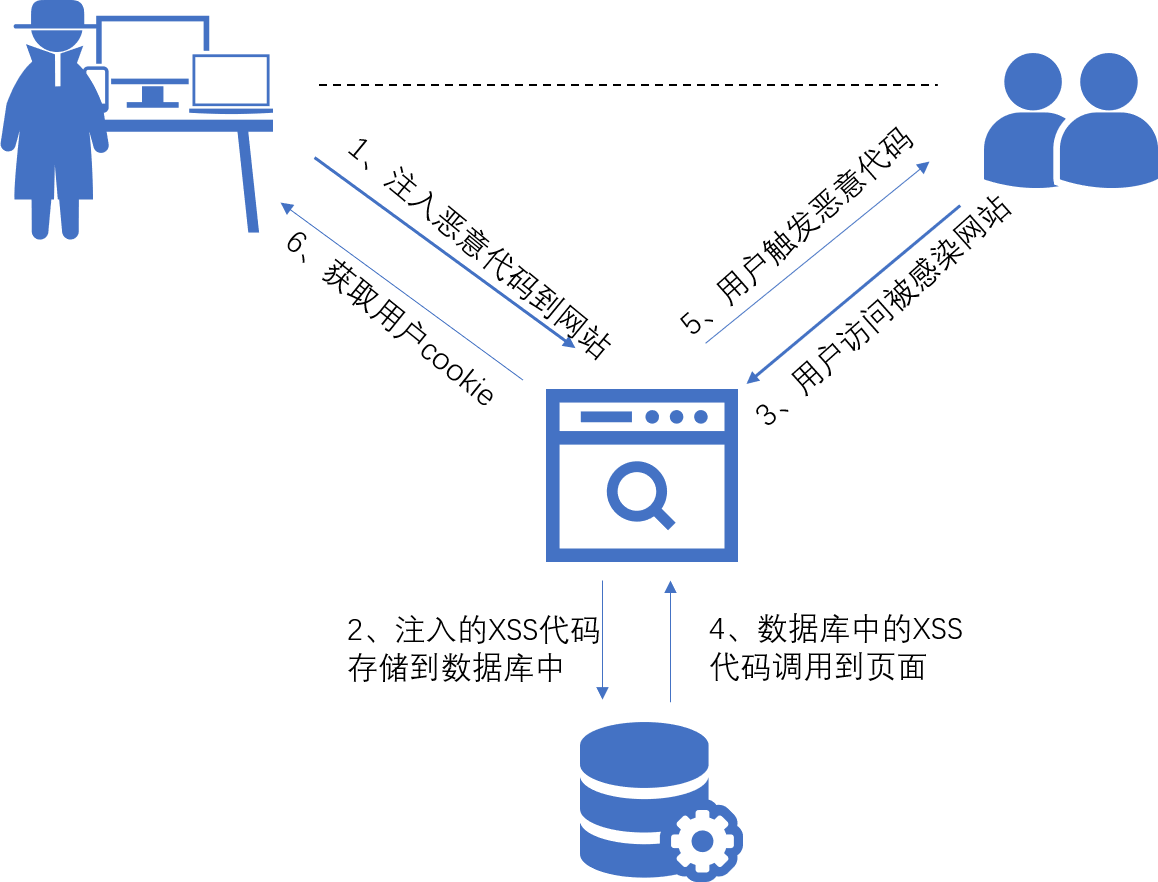 1、注入恶意代码到网站
6、获取用户cookie
5、用户触发恶意代码
3、用户访问被感染网站
2、注入的XSS代码
存储到数据库中
4、数据库中的XSS
代码调用到页面